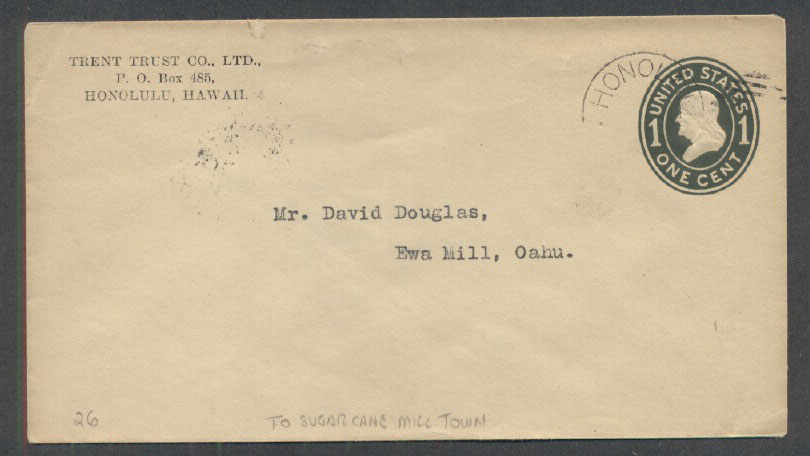 TRENT TRUST CO., LTD.,
P. O. Box 485,
HONOLULU, HAWAII.
UNITED STATES
1 1
ONE CENT
Mr. David Douglas,
Ewa Mill, Oahu.
26
TO SUGAR CANE MILL TOWN